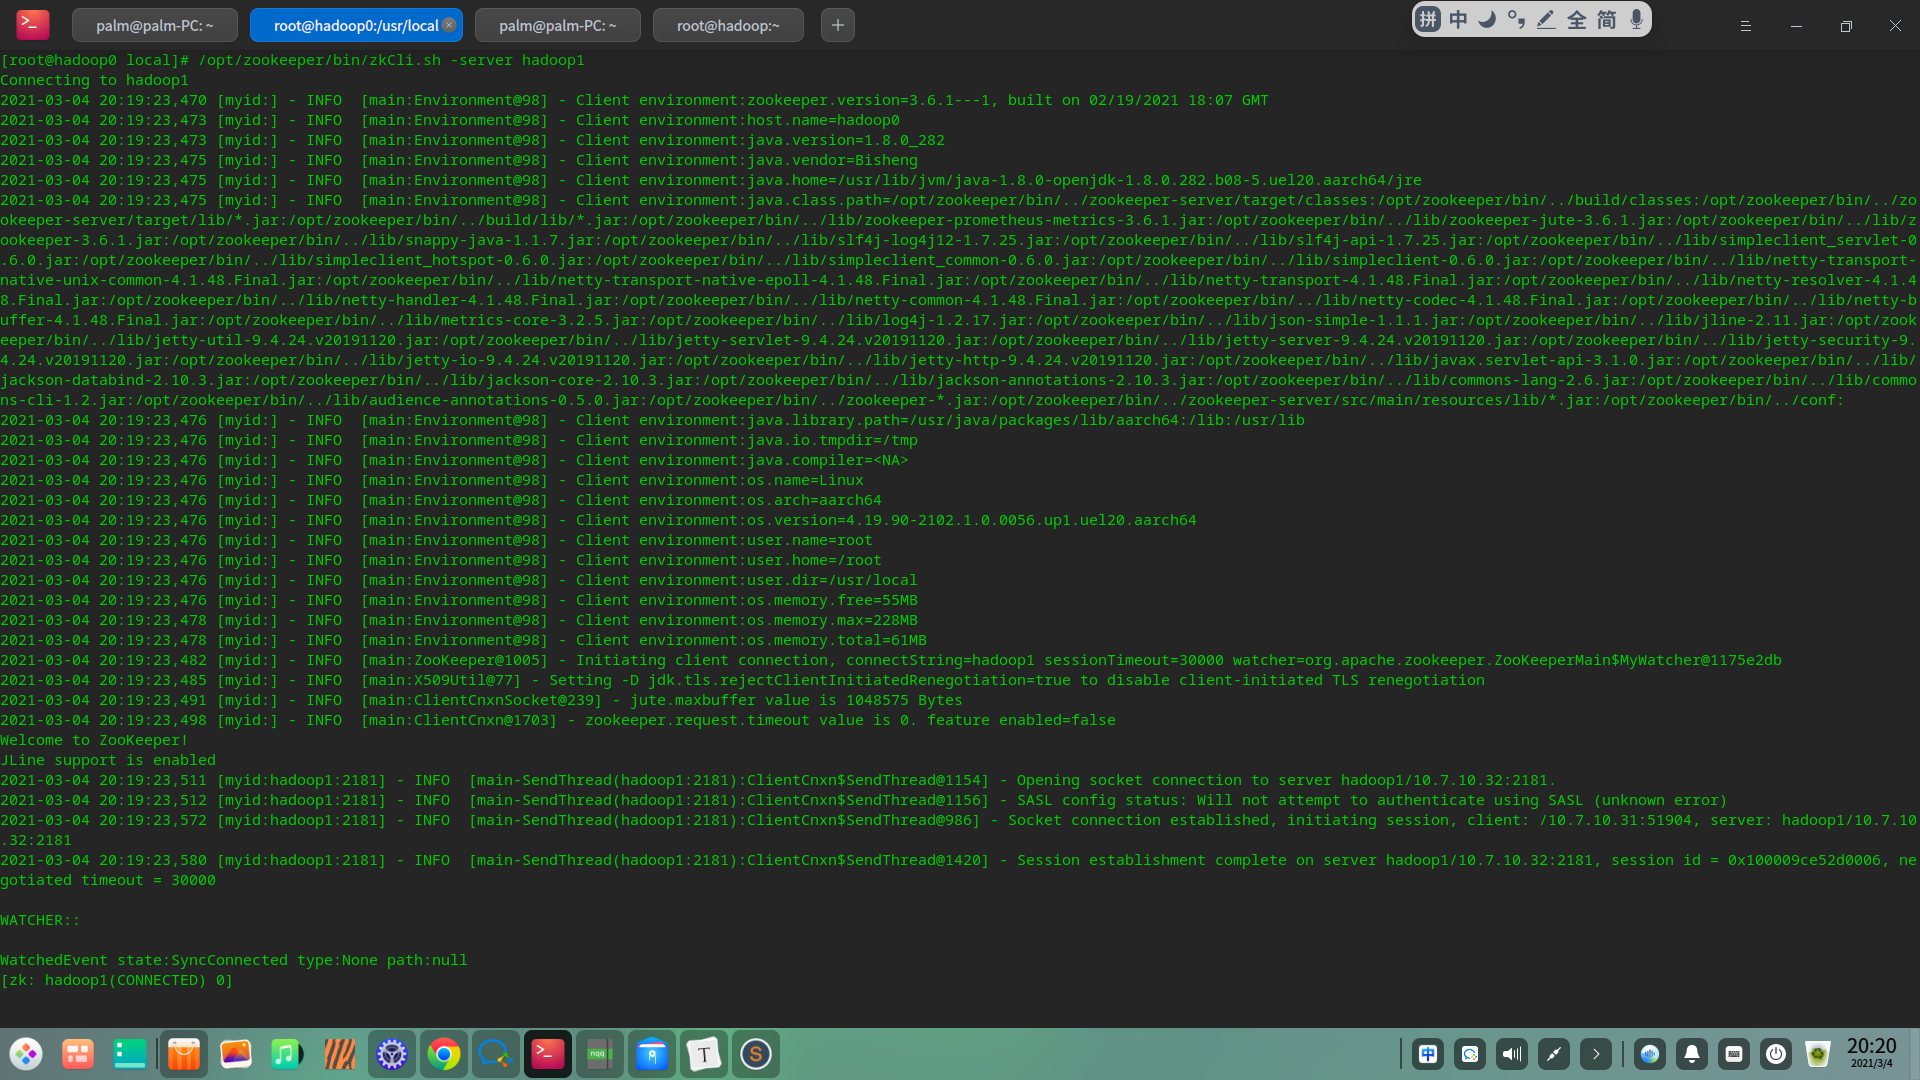 palm@palm-PC: ~
root@hadoop0:/usr/local
palm@palm-PC: ~
root@hadoop:~
拼 中 全 简
[root@hadoop0 local]# /opt/zookeeper/bin/zkCli.sh -server hadoop1
Connecting to hadoop1
2021-03-04 20:19:23,470 [myid:] - INFO  [main:Environment@98] - Client environment:zookeeper.version=3.6.1---1, built on 02/19/2021 18:07 GMT
2021-03-04 20:19:23,473 [myid:] - INFO  [main:Environment@98] - Client environment:host.name=hadoop0
2021-03-04 20:19:23,473 [myid:] - INFO  [main:Environment@98] - Client environment:java.version=1.8.0_282
2021-03-04 20:19:23,475 [myid:] - INFO  [main:Environment@98] - Client environment:java.vendor=Bisheng
2021-03-04 20:19:23,475 [myid:] - INFO  [main:Environment@98] - Client environment:java.home=/usr/lib/jvm/java-1.8.0-openjdk-1.8.0.282.b08-5.uel20.aarch64/jre
2021-03-04 20:19:23,475 [myid:] - INFO  [main:Environment@98] - Client environment:java.class.path=/opt/zookeeper/bin/../zookeeper-server/target/classes:/opt/zookeeper/bin/../build/classes:/opt/zookeeper/bin/../zo
okeeper-server/target/lib/*.jar:/opt/zookeeper/bin/../build/lib/*.jar:/opt/zookeeper/bin/../lib/zookeeper-prometheus-metrics-3.6.1.jar:/opt/zookeeper/bin/../lib/zookeeper-jute-3.6.1.jar:/opt/zookeeper/bin/../lib/z
ookeeper-3.6.1.jar:/opt/zookeeper/bin/../lib/snappy-java-1.1.7.jar:/opt/zookeeper/bin/../lib/slf4j-log4j12-1.7.25.jar:/opt/zookeeper/bin/../lib/slf4j-api-1.7.25.jar:/opt/zookeeper/bin/../lib/simpleclient_servlet-0
.6.0.jar:/opt/zookeeper/bin/../lib/simpleclient_hotspot-0.6.0.jar:/opt/zookeeper/bin/../lib/simpleclient_common-0.6.0.jar:/opt/zookeeper/bin/../lib/simpleclient-0.6.0.jar:/opt/zookeeper/bin/../lib/netty-transport-
native-unix-common-4.1.48.Final.jar:/opt/zookeeper/bin/../lib/netty-transport-native-epoll-4.1.48.Final.jar:/opt/zookeeper/bin/../lib/netty-transport-4.1.48.Final.jar:/opt/zookeeper/bin/../lib/netty-resolver-4.1.4
8.Final.jar:/opt/zookeeper/bin/../lib/netty-handler-4.1.48.Final.jar:/opt/zookeeper/bin/../lib/netty-common-4.1.48.Final.jar:/opt/zookeeper/bin/../lib/netty-codec-4.1.48.Final.jar:/opt/zookeeper/bin/../lib/netty-b
uffer-4.1.48.Final.jar:/opt/zookeeper/bin/../lib/metrics-core-3.2.5.jar:/opt/zookeeper/bin/../lib/log4j-1.2.17.jar:/opt/zookeeper/bin/../lib/json-simple-1.1.1.jar:/opt/zookeeper/bin/../lib/jline-2.11.jar:/opt/zook
eeper/bin/../lib/jetty-util-9.4.24.v20191120.jar:/opt/zookeeper/bin/../lib/jetty-servlet-9.4.24.v20191120.jar:/opt/zookeeper/bin/../lib/jetty-server-9.4.24.v20191120.jar:/opt/zookeeper/bin/../lib/jetty-security-9.
4.24.v20191120.jar:/opt/zookeeper/bin/../lib/jetty-io-9.4.24.v20191120.jar:/opt/zookeeper/bin/../lib/jetty-http-9.4.24.v20191120.jar:/opt/zookeeper/bin/../lib/javax.servlet-api-3.1.0.jar:/opt/zookeeper/bin/../lib/
jackson-databind-2.10.3.jar:/opt/zookeeper/bin/../lib/jackson-core-2.10.3.jar:/opt/zookeeper/bin/../lib/jackson-annotations-2.10.3.jar:/opt/zookeeper/bin/../lib/commons-lang-2.6.jar:/opt/zookeeper/bin/../lib/commo
ns-cli-1.2.jar:/opt/zookeeper/bin/../lib/audience-annotations-0.5.0.jar:/opt/zookeeper/bin/../zookeeper-*.jar:/opt/zookeeper/bin/../zookeeper-server/src/main/resources/lib/*.jar:/opt/zookeeper/bin/../conf:
2021-03-04 20:19:23,476 [myid:] - INFO  [main:Environment@98] - Client environment:java.library.path=/usr/java/packages/lib/aarch64:/lib:/usr/lib
2021-03-04 20:19:23,476 [myid:] - INFO  [main:Environment@98] - Client environment:java.io.tmpdir=/tmp
2021-03-04 20:19:23,476 [myid:] - INFO  [main:Environment@98] - Client environment:java.compiler=<NA>
2021-03-04 20:19:23,476 [myid:] - INFO  [main:Environment@98] - Client environment:os.name=Linux
2021-03-04 20:19:23,476 [myid:] - INFO  [main:Environment@98] - Client environment:os.arch=aarch64
2021-03-04 20:19:23,476 [myid:] - INFO  [main:Environment@98] - Client environment:os.version=4.19.90-2102.1.0.0056.up1.uel20.aarch64
2021-03-04 20:19:23,476 [myid:] - INFO  [main:Environment@98] - Client environment:user.name=root
2021-03-04 20:19:23,476 [myid:] - INFO  [main:Environment@98] - Client environment:user.home=/root
2021-03-04 20:19:23,476 [myid:] - INFO  [main:Environment@98] - Client environment:user.dir=/usr/local
2021-03-04 20:19:23,476 [myid:] - INFO  [main:Environment@98] - Client environment:os.memory.free=55MB
2021-03-04 20:19:23,478 [myid:] - INFO  [main:Environment@98] - Client environment:os.memory.max=228MB
2021-03-04 20:19:23,478 [myid:] - INFO  [main:Environment@98] - Client environment:os.memory.total=61MB
2021-03-04 20:19:23,482 [myid:] - INFO  [main:ZooKeeper@1005] - Initiating client connection, connectString=hadoop1 sessionTimeout=30000 watcher=org.apache.zookeeper.ZooKeeperMain$MyWatcher@1175e2db
2021-03-04 20:19:23,485 [myid:] - INFO  [main:X509Util@77] - Setting -D jdk.tls.rejectClientInitiatedRenegotiation=true to disable client-initiated TLS renegotiation
2021-03-04 20:19:23,491 [myid:] - INFO  [main:ClientCnxnSocket@239] - jute.maxbuffer value is 1048575 Bytes
2021-03-04 20:19:23,498 [myid:] - INFO  [main:ClientCnxn@1703] - zookeeper.request.timeout value is 0. feature enabled=false
Welcome to ZooKeeper!
JLine support is enabled
2021-03-04 20:19:23,511 [myid:hadoop1:2181] - INFO  [main-SendThread(hadoop1:2181):ClientCnxn$SendThread@1154] - Opening socket connection to server hadoop1/10.7.10.32:2181.
2021-03-04 20:19:23,512 [myid:hadoop1:2181] - INFO  [main-SendThread(hadoop1:2181):ClientCnxn$SendThread@1156] - SASL config status: Will not attempt to authenticate using SASL (unknown error)
2021-03-04 20:19:23,572 [myid:hadoop1:2181] - INFO  [main-SendThread(hadoop1:2181):ClientCnxn$SendThread@986] - Socket connection established, initiating session, client: /10.7.10.31:51904, server: hadoop1/10.7.10
.32:2181
2021-03-04 20:19:23,580 [myid:hadoop1:2181] - INFO  [main-SendThread(hadoop1:2181):ClientCnxn$SendThread@1420] - Session establishment complete on server hadoop1/10.7.10.32:2181, session id = 0x100009ce52d0006, ne
gotiated timeout = 30000
WATCHER::
WatchedEvent state:SyncConnected type:None path:null
[zk: hadoop1(CONNECTED) 0]
nqq
T
S
中
20:20
2021/3/4